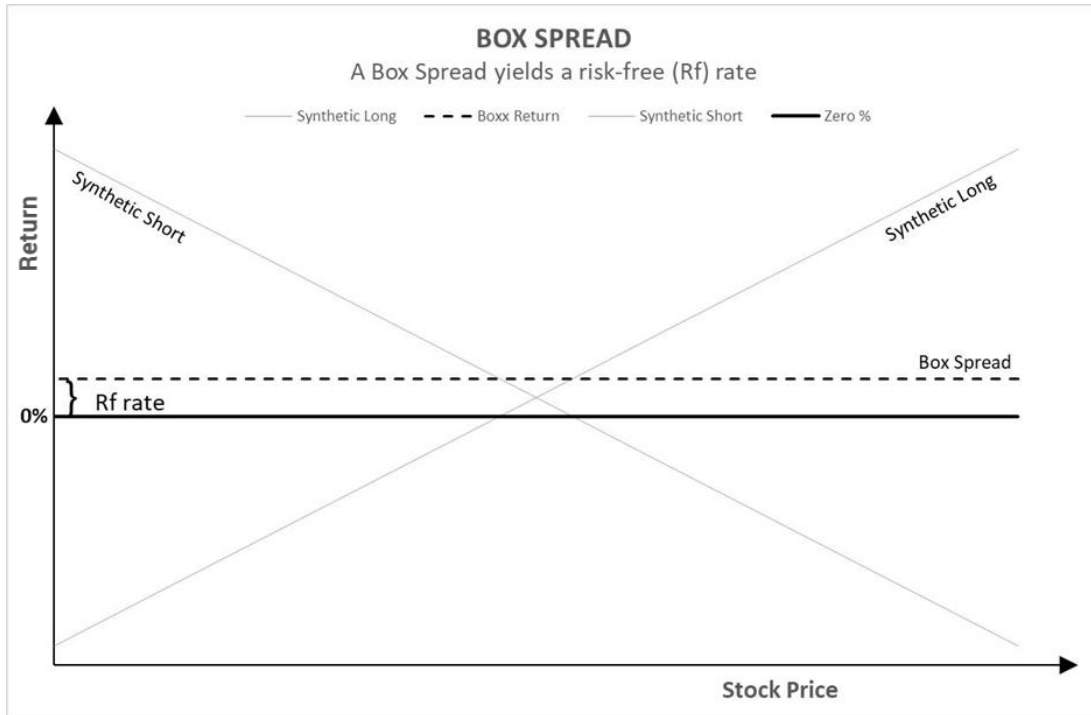 BOX SPREAD
A Box Spread yields a risk-free (Rf) rate
Synthetic Long
Boxx Return
Synthetic Short
Zero %
Synthetic Short
Synthetic Long
Return
Box Spread
Rf rate
0%
Stock Price